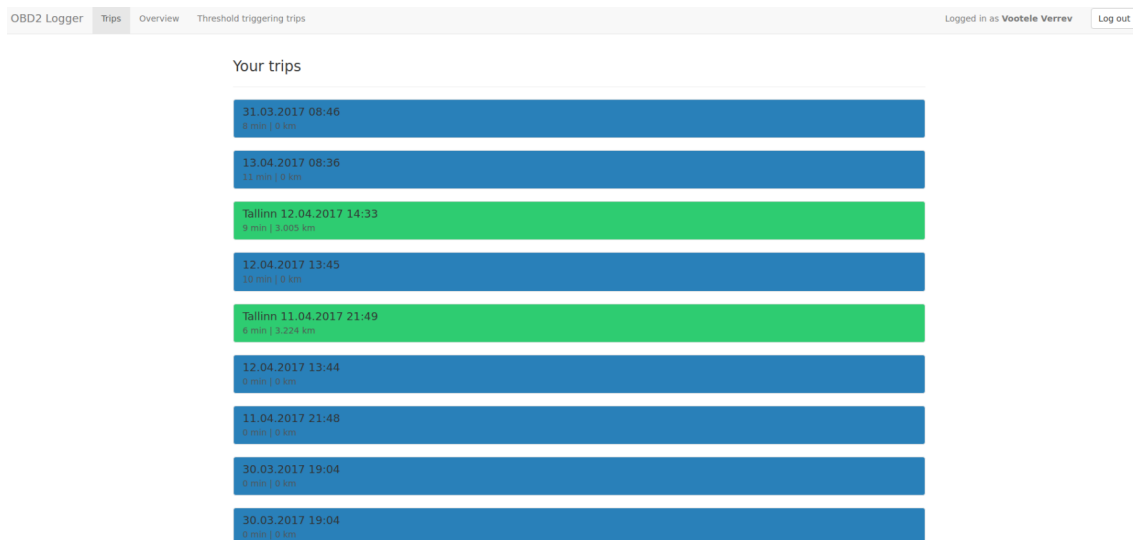 OBD2 Logger Trips Overview Threshold triggering trips Logged in as Vootele Verrev Log out
Your trips
31.03.2017 08:46
8 min | 0 km
13.04.2017 08:36
11 min | 0 km
Tallinn 12.04.2017 14:33
9 min | 3.005 km
12.04.2017 13:45
10 min | 0 km
Tallinn 11.04.2017 21:49
6 min | 3.224 km
12.04.2017 13:44
0 min | 0 km
11.04.2017 21:48
0 min | 0 km
30.03.2017 19:04
0 min | 0 km
30.03.2017 19:04
0 min | 0 km